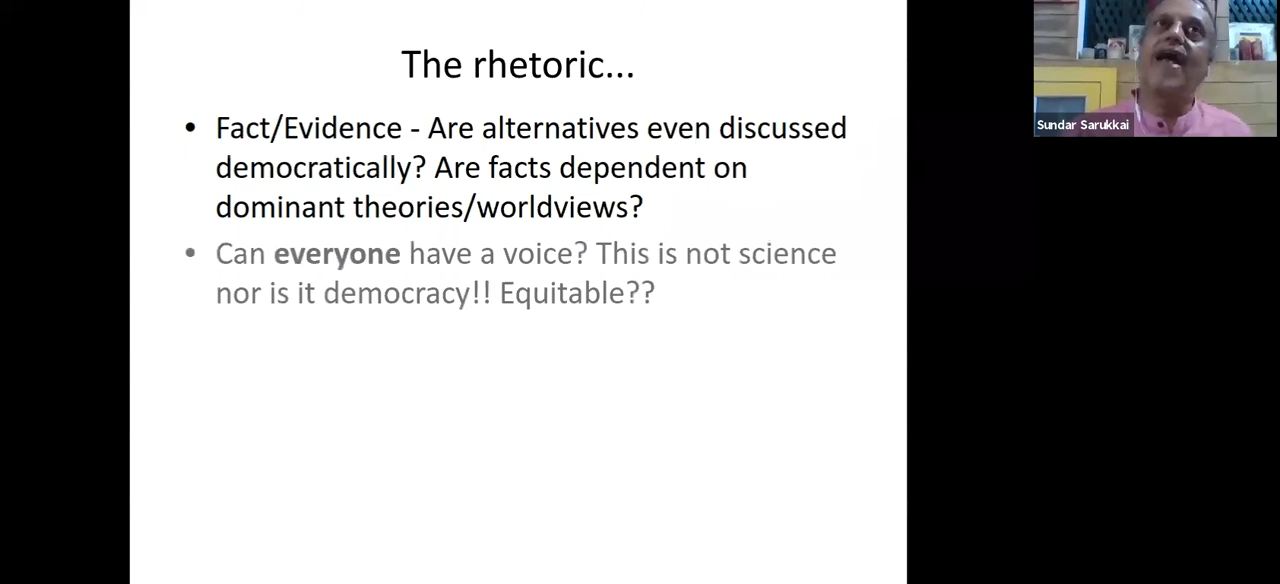 The rhetoric...
• Fact/Evidence - Are alternatives even discussed
democratically? Are facts dependent on
dominant theories/worldviews?
• Can everyone have a voice? This is not science
nor is it democracy!! Equitable??
Sundar Sarukkai